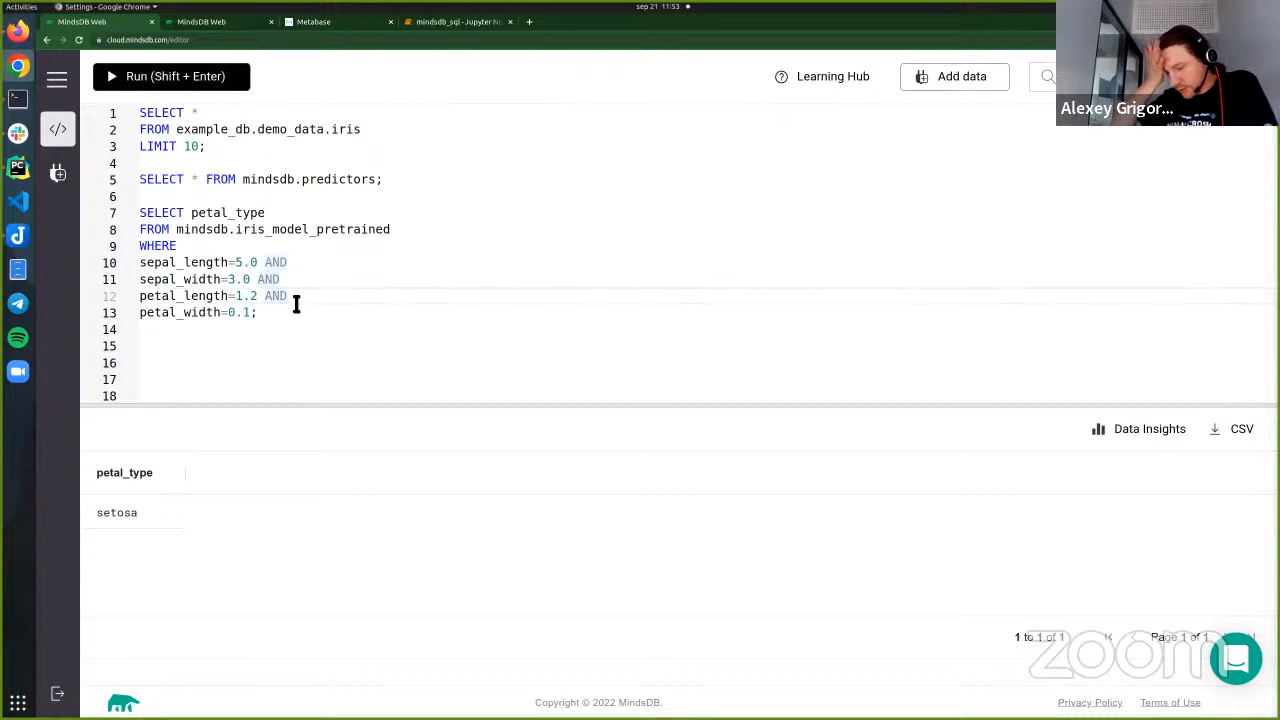 Activities
Settings - Google Chrome
sep 21 11:53
MindsDB Web
MindsDB Web
Metabase
mindsdb_sql - Jupyter No
cloud.mindsdb.com/editor
Run (Shift + Enter)
Learning Hub
Add data
Alexey Grigor...
1 SELECT *
2 FROM example_db.demo_data.iris
3 LIMIT 10;
4
5 SELECT * FROM mindsdb.predictors;
6
7 SELECT petal_type
8 FROM mindsdb.iris_model_pretrained
9 WHERE
10 sepal_length=5.0 AND
11 sepal_width=3.0 AND
12 petal_length=1.2 AND
13 petal_width=0.1;
14
15
16
17
18
Data Insights
CSV
petal_type
setosa
1 to 1 of 1
Page 1 of 1
zoom
Copyright © 2022 MindsDB.
Privacy Policy
Terms of Use